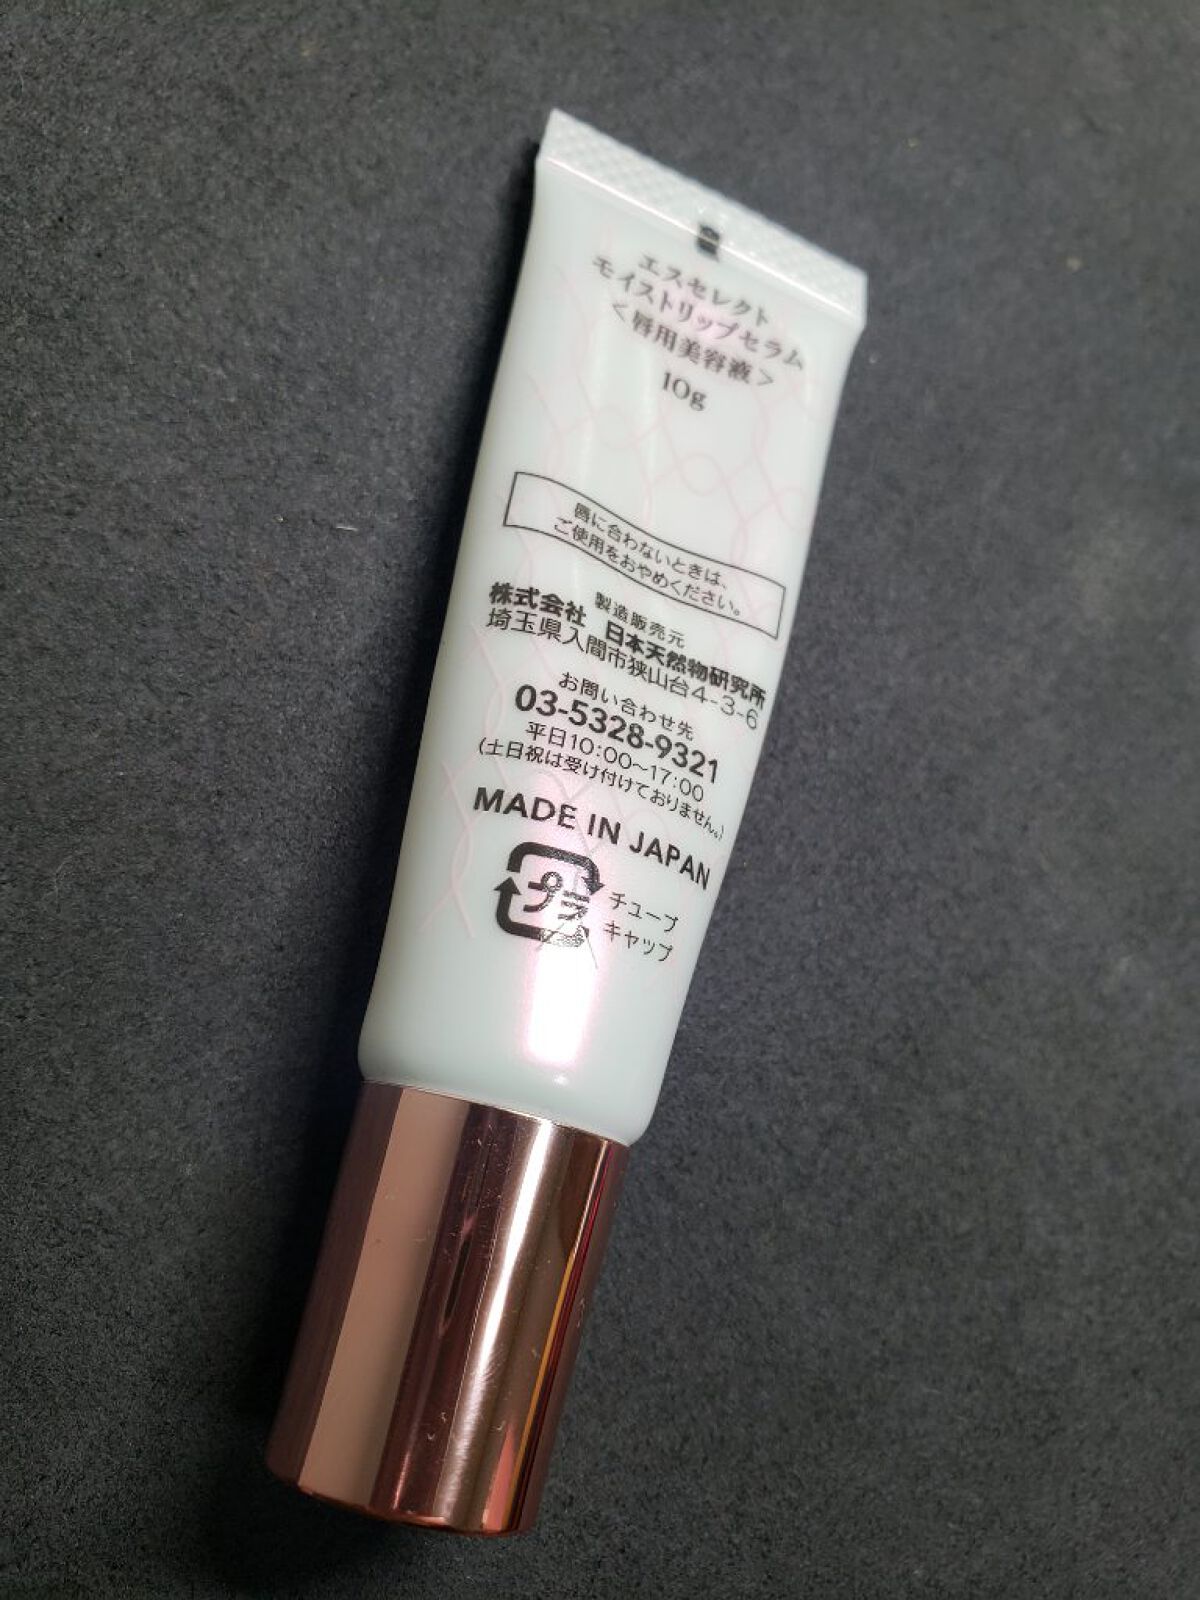 エスセレクト
モイストリップセラム
＜唇用美容液＞
10g
唇に合わないときは、
ご使用をおやめください。
製造販売元
株式会社 日本天然物研究所
埼玉県入間市狭山台4-3-6
お問い合わせ先
03-5328-9321
平日10:00～17:00
(土日祝は受け付けておりません。)
MADE IN JAPAN
プラ
チューブ
キャップ